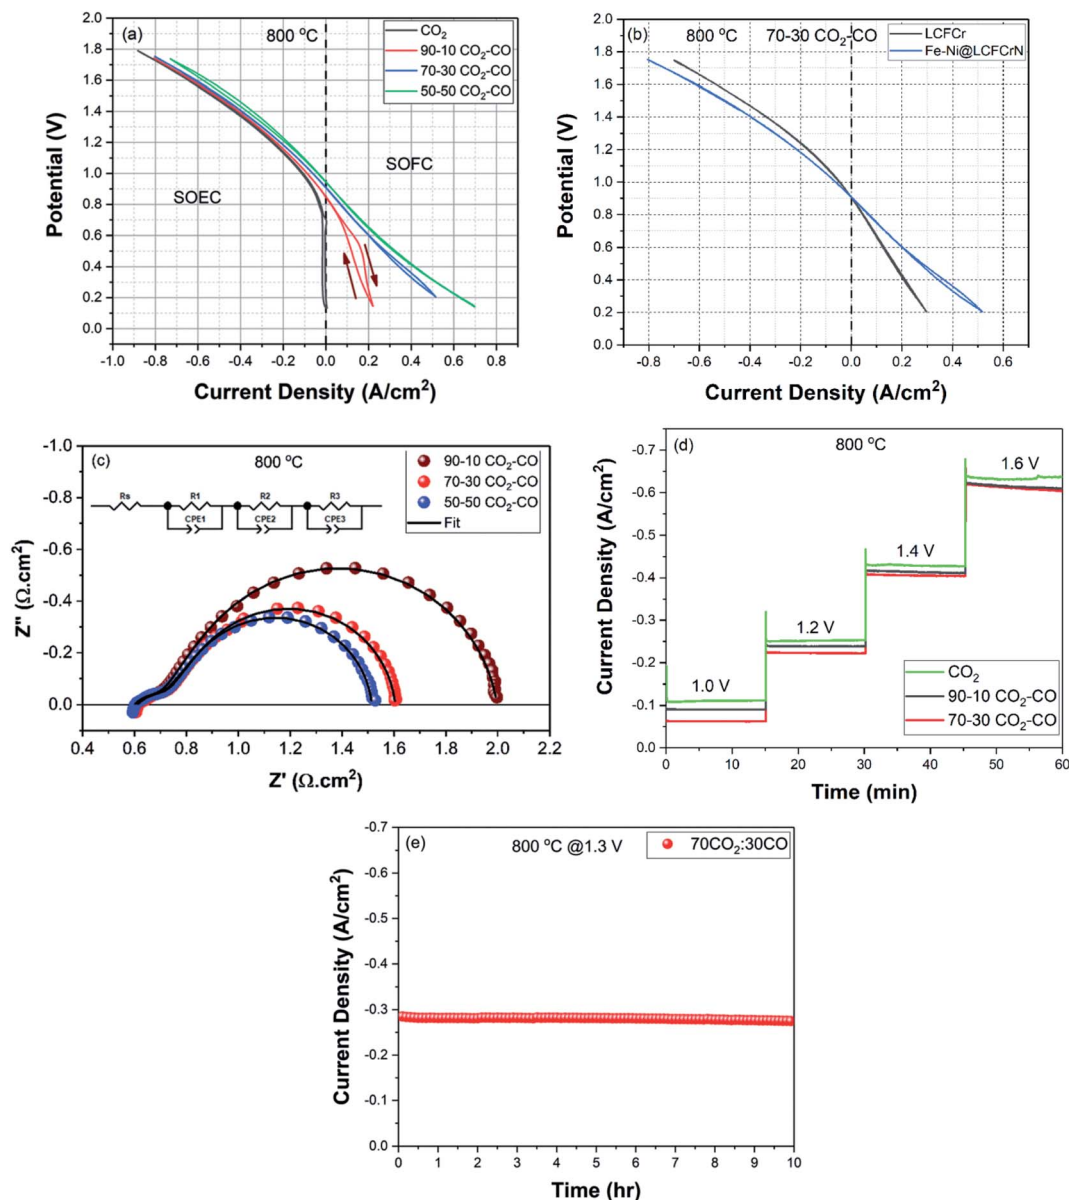 (a)
800 °C
CO₂
90-10 CO₂-CO
70-30 CO₂-CO
50-50 CO₂-CO
SOEC
SOFC
Potential (V)
2.0
1.8
1.6
1.4
1.2
1.0
0.8
0.6
0.4
0.2
0.0
-1.0 -0.8 -0.6 -0.4 -0.2 0.0 0.2 0.4 0.6 0.8
Current Density (A/cm²)
(b)
800 °C 70-30 CO₂-CO
LCFCr
Fe-Ni@LCFCrN
Potential (V)
2.0
1.8
1.6
1.4
1.2
1.0
0.8
0.6
0.4
0.2
0.0
-0.8 -0.6 -0.4 -0.2 0.0 0.2 0.4 0.6
Current Density (A/cm²)
(c)
800 °C
90-10 CO₂-CO
70-30 CO₂-CO
50-50 CO₂-CO
Fit
Rs R1 R2 R3
CPE1 CPE2 CPE3
Z'' (Ω.cm²)
-1.0
-0.8
-0.6
-0.4
-0.2
0.0
0.4 0.6 0.8 1.0 1.2 1.4 1.6 1.8 2.0 2.2
Z' (Ω.cm²)
(d)
800 °C
1.6 V
1.4 V
1.2 V
1.0 V
CO₂
90-10 CO₂-CO
70-30 CO₂-CO
Current Density (A/cm²)
-0.7
-0.6
-0.5
-0.4
-0.3
-0.2
-0.1
0.0
0 10 20 30 40 50 60
Time (min)
(e)
800 °C @1.3 V
70CO₂:30CO
Current Density (A/cm²)
-0.7
-0.6
-0.5
-0.4
-0.3
-0.2
-0.1
0.0
0 1 2 3 4 5 6 7 8 9 10
Time (hr)